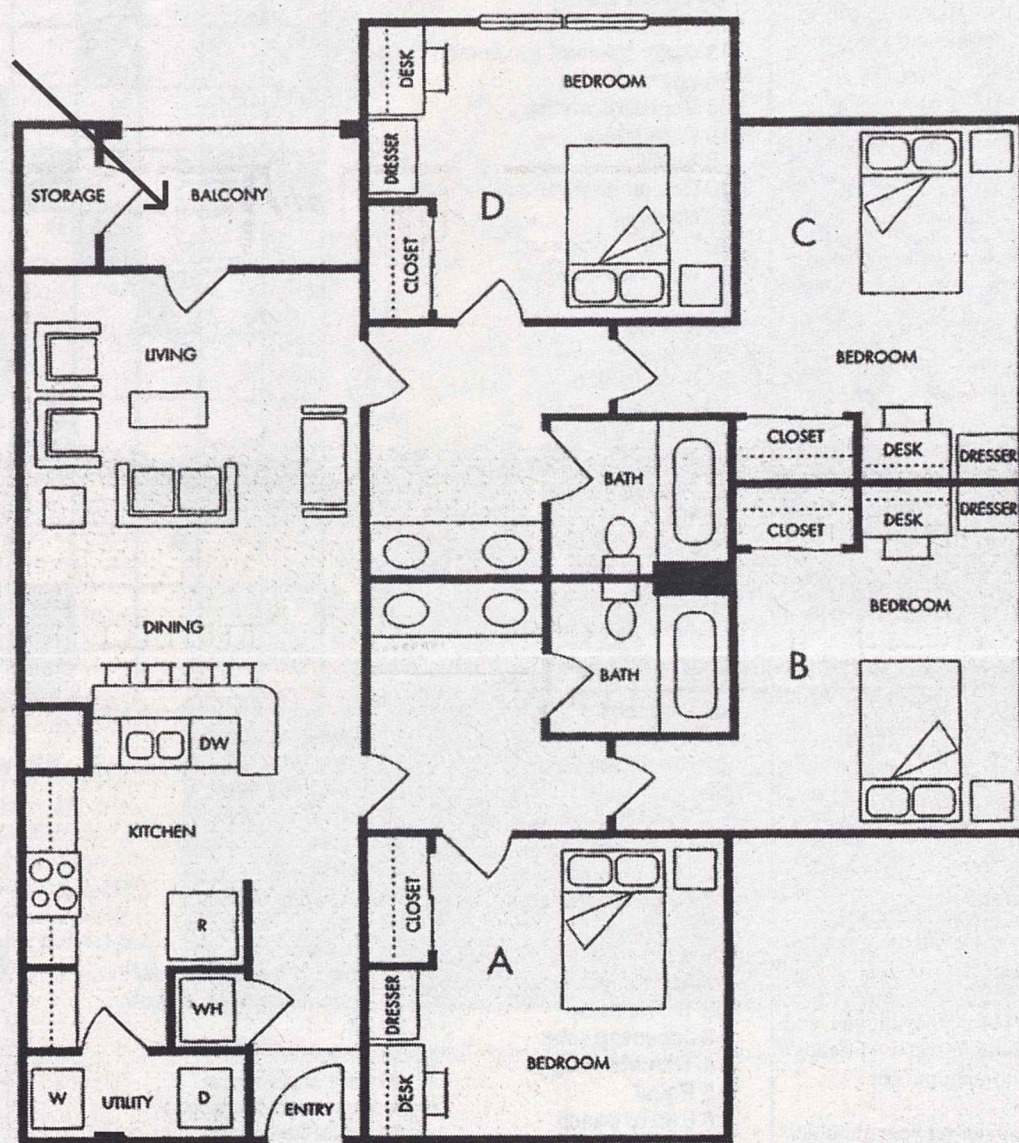 DESK
BEDROOM
DRESSER
STORAGE
BALCONY
D
C
CLOSET
LIVING
BEDROOM
CLOSET
DESK
DRESSER
BATH
CLOSET
DESK
DRESSER
BEDROOM
DINING
BATH
B
DW
KITCHEN
CLOSET
R
A
WH
DRESSER
BEDROOM
W
UTILITY
D
ENTRY
DESK